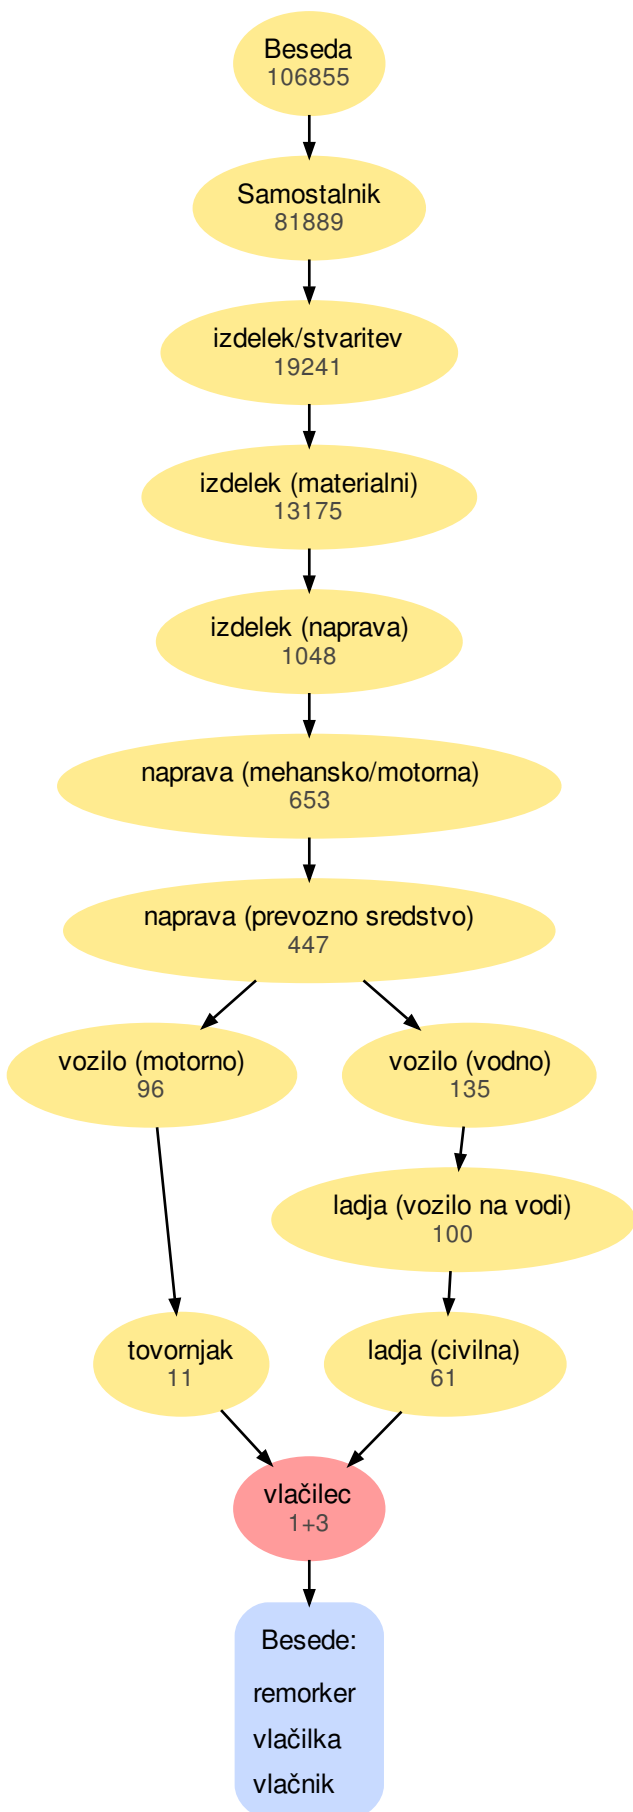 Beseda
106855
Samostalnik
81889
izdelek/stvaritev
19241
izdelek (materialni)
13175
izdelek (naprava)
1048
naprava (mehansko/motorna)
653
naprava (prevozno sredstvo)
447
vozilo (motorno)
96
vozilo (vodno)
135
ladja (vozilo na vodi)
100
tovornjak
11
ladja (civilna)
61
vlačilec
1+3
Besede:
remorker
vlačilka
vlačnik